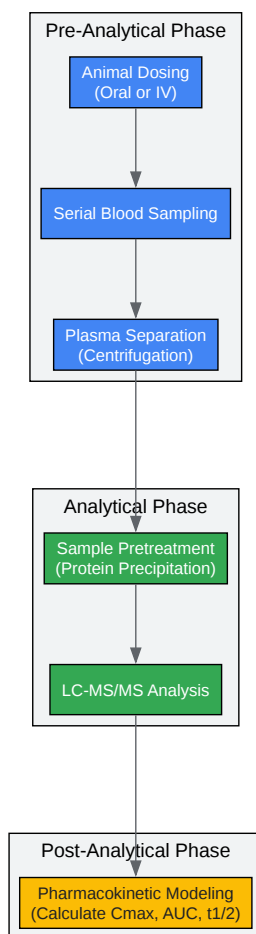 Pre-Analytical Phase
Animal Dosing
(Oral or IV)
Serial Blood Sampling
Plasma Separation
(Centrifugation)
Analytical Phase
Sample Pretreatment
(Protein Precipitation)
LC-MS/MS Analysis
Post-Analytical Phase
Pharmacokinetic Modeling
(Calculate Cmax, AUC, t1/2)